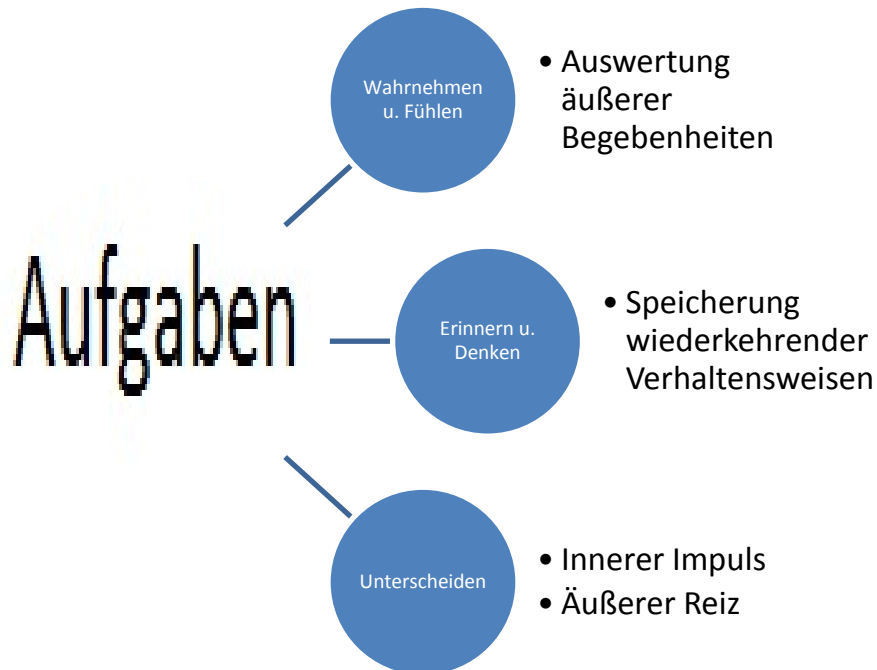 Aufgaben
Wahrnehmen
u. Fühlen
• Auswertung
äußerer
Begebenheiten
Erinnern u.
Denken
• Speicherung
wiederkehrender
Verhaltensweisen
Unterscheiden
• Innerer Impuls
• Äußerer Reiz